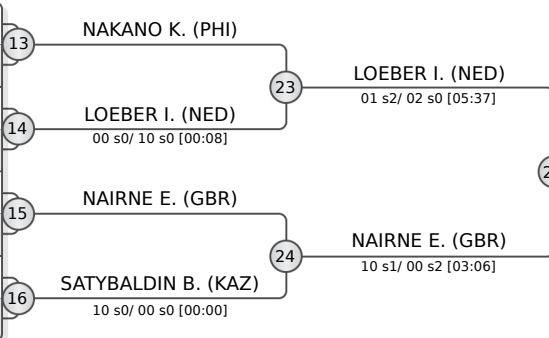 NAKANO K. (PHI)
13
23
LOEBER I. (NED)
01 s2/ 02 s0 [05:37]
LOEBER I. (NED)
14
00 s0/ 10 s0 [00:08]
NAIRNE E. (GBR)
15
24
NAIRNE E. (GBR)
10 s1/ 00 s2 [03:06]
SATYBALDIN B. (KAZ)
16
10 s0/ 00 s0 [00:00]